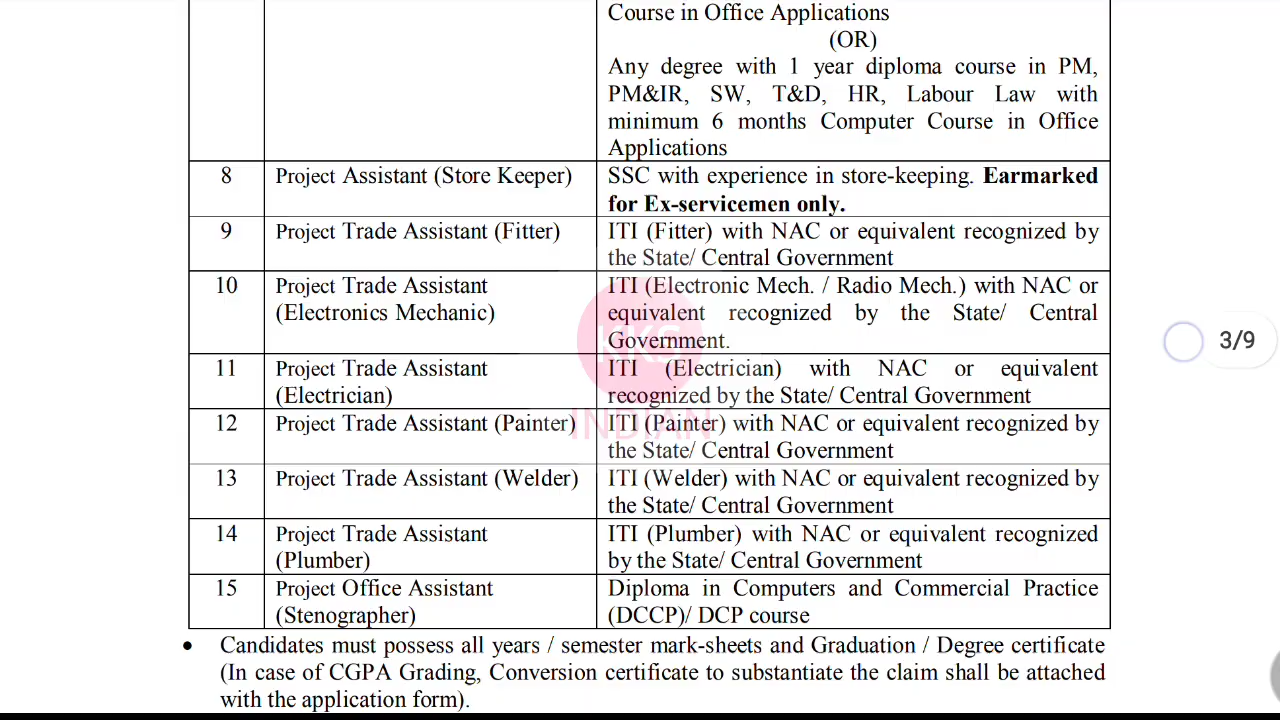 Course in Office Applications
(OR)
Any degree with 1 year diploma course in PM,
PM&IR, SW, T&D, HR, Labour Law with
minimum 6 months Computer Course in Office
Applications
8 Project Assistant (Store Keeper) SSC with experience in store-keeping. Earmarked
for Ex-servicemen only.
9 Project Trade Assistant (Fitter) ITI (Fitter) with NAC or equivalent recognized by
the State/ Central Government
10 Project Trade Assistant ITI (Electronic Mech. / Radio Mech.) with NAC or
(Electronics Mechanic) equivalent recognized by the State/ Central
Government.
KKS
INDIAN
3/9
11 Project Trade Assistant ITI (Electrician) with NAC or equivalent
(Electrician) recognized by the State/ Central Government
12 Project Trade Assistant (Painter) ITI (Painter) with NAC or equivalent recognized by
the State/ Central Government
13 Project Trade Assistant (Welder) ITI (Welder) with NAC or equivalent recognized by
the State/ Central Government
14 Project Trade Assistant ITI (Plumber) with NAC or equivalent recognized
(Plumber) by the State/ Central Government
15 Project Office Assistant Diploma in Computers and Commercial Practice
(Stenographer) (DCCP)/ DCP course
• Candidates must possess all years / semester mark-sheets and Graduation / Degree certificate
(In case of CGPA Grading, Conversion certificate to substantiate the claim shall be attached
with the application form).